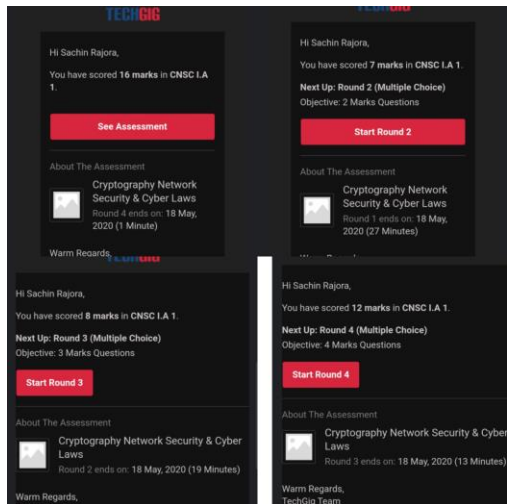 TECHGIG
Hi Sachin Rajora,
You have scored 16 marks in CNSC I.A
1.
See Assessment
About The Assessment
Cryptography Network
Security & Cyber Laws
Round 4 ends on: 18 May,
2020 (1 Minute)
Warm Regards,
TECHGIG
Hi Sachin Rajora,
You have scored 7 marks in CNSC I.A 1.
Next Up: Round 2 (Multiple Choice)
Objective: 2 Marks Questions
Start Round 2
About The Assessment
Cryptography Network
Security & Cyber Laws
Round 1 ends on: 18 May,
2020 (27 Minutes)
TECHGIG
Hi Sachin Rajora,
You have scored 8 marks in CNSC I.A 1.
Next Up: Round 3 (Multiple Choice)
Objective: 3 Marks Questions
Start Round 3
About The Assessment
Cryptography Network Security & Cyber
Laws
Round 2 ends on: 18 May, 2020 (19 Minutes)
Warm Regards,
Hi Sachin Rajora,
You have scored 12 marks in CNSC I.A 1.
Next Up: Round 4 (Multiple Choice)
Objective: 4 Marks Questions
Start Round 4
About The Assessment
Cryptography Network Security & Cyber
Laws
Round 3 ends on: 18 May, 2020 (13 Minutes)
Warm Regards,
TechGig Team